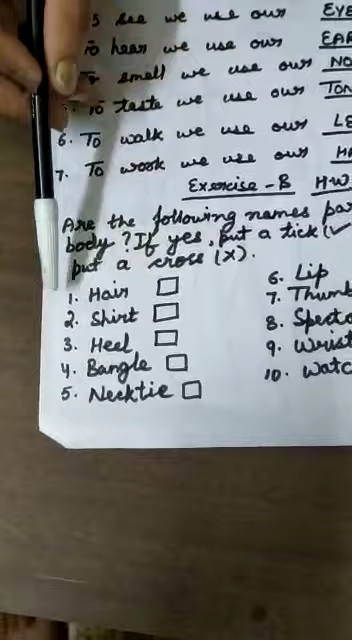 5 see we use our EYE
To hear we use our EAR
To smell we use our NO
To taste we use our TON
6. To walk we use our LE
7. To work we use our HA
Exercise - B H.W
Are the following names par
body? If yes, put a tick (✓
put a cross (X).
1. Hair
2. Shirt
3. Heel
4. Bangle
5. Necktie
6. Lip
7. Thumb
8. Specta
9. Wrist
10. Watc